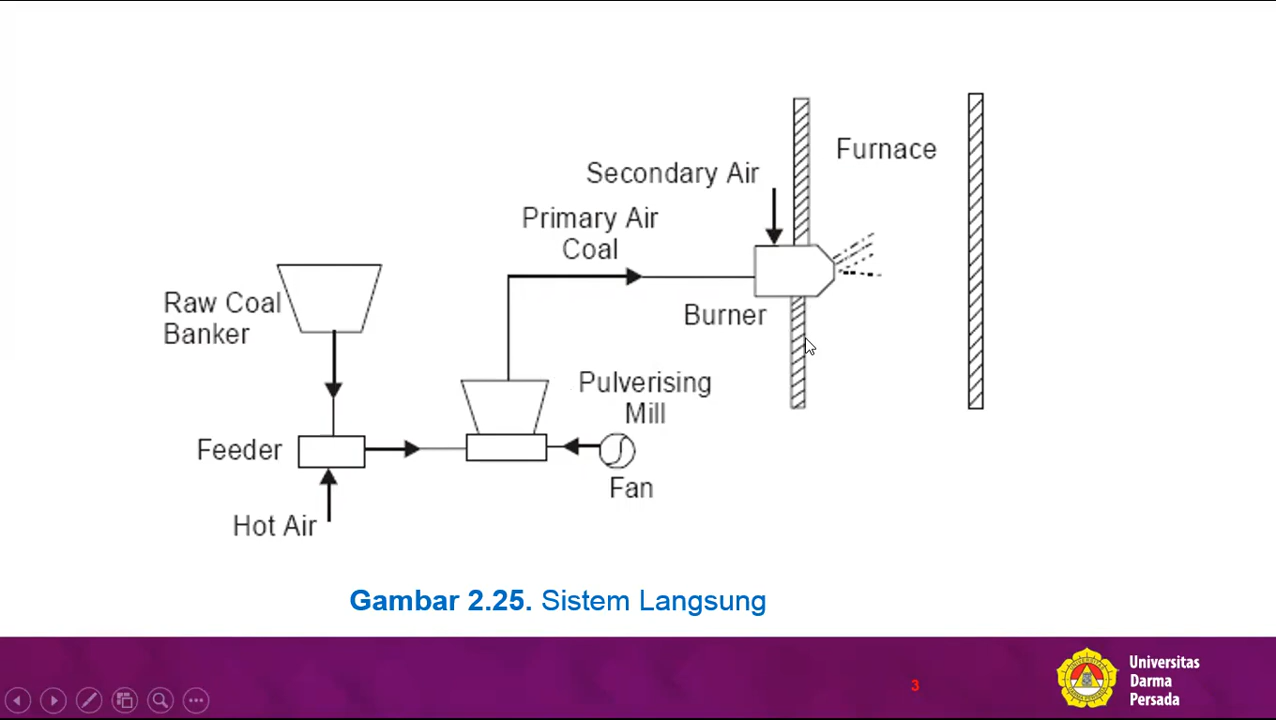 Furnace
Secondary Air
Primary Air
Coal
Raw Coal
Banker
Burner
Pulverising
Mill
Feeder
Fan
Hot Air
Gambar 2.25. Sistem Langsung
3
Universitas
Darma
Persada